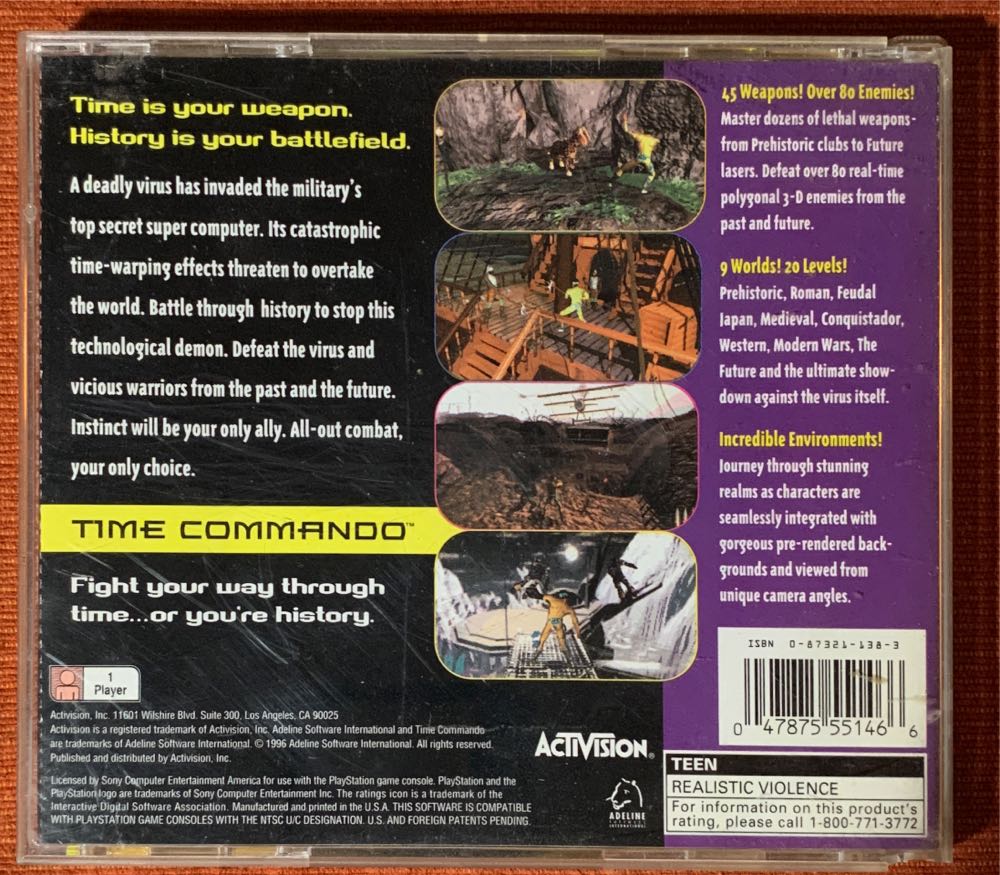 Time is your weapon.
History is your battlefield.
A deadly virus has invaded the military's
top secret super computer. Its catastrophic
time-warping effects threaten to overtake
the world. Battle through history to stop this
technological demon. Defeat the virus and
vicious warriors from the past and the future.
Instinct will be your only ally. All-out combat,
your only choice.
TIME COMMANDO™
Fight your way through
time...or you're history.
1
Player
Activision, Inc. 11601 Wilshire Blvd. Suite 300, Los Angeles, CA 90025
Activision is a registered trademark of Activision, Inc. Adeline Software International and Time Commando
are trademarks of Adeline Software International. © 1996 Adeline Software International. All rights reserved.
Published and distributed by Activision, Inc.
Licensed by Sony Computer Entertainment America for use with the PlayStation game console. PlayStation and the
PlayStation logo are trademarks of Sony Computer Entertainment Inc. The ratings icon is a trademark of the
Interactive Digital Software Association. Manufactured and printed in the U.S.A. THIS SOFTWARE IS COMPATIBLE
WITH PLAYSTATION GAME CONSOLES WITH THE NTSC U/C DESIGNATION. U.S. AND FOREIGN PATENTS PENDING.
ACTIVISION®
ADELINE
SOFTWARE
INTERNATIONAL
45 Weapons! Over 80 Enemies!
Master dozens of lethal weapons-
from Prehistoric clubs to Future
lasers. Defeat over 80 real-time
polygonal 3-D enemies from the
past and future.
9 Worlds! 20 Levels!
Prehistoric, Roman, Feudal
Japan, Medieval, Conquistador,
Western, Modern Wars, The
Future and the ultimate show-
down against the virus itself.
Incredible Environments!
Journey through stunning
realms as characters are
seamlessly integrated with
gorgeous pre-rendered back-
grounds and viewed from
unique camera angles.
ISBN 0-87321-138-3
0 47875 55146 6
TEEN
REALISTIC VIOLENCE
For information on this product's
rating, please call 1-800-771-3772